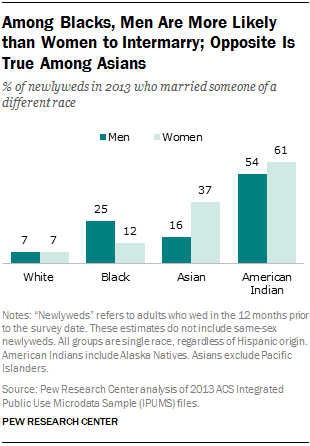 Among Blacks, Men Are More Likely
than Women to Intermarry; Opposite Is
True Among Asians
% of newlyweds in 2013 who married someone of a
different race
Men Women
7 7 25 12 16 37 54 61
White Black Asian American
Indian
Notes: “Newlyweds” refers to adults who wed in the 12 months prior
to the survey date. These estimates do not include same-sex
newlyweds. All groups are single race, regardless of Hispanic origin.
American Indians include Alaska Natives. Asians exclude Pacific
Islanders.
Source: Pew Research Center analysis of 2013 ACS Integrated
Public Use Microdata Sample (IPUMS) files.
PEW RESEARCH CENTER